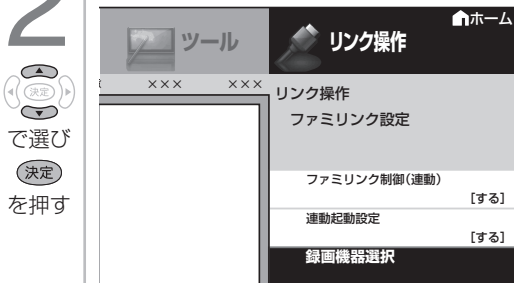 2
決定
で選び
決定
を押す
ホーム
ツール
リンク操作
××× ×××
リンク操作
ファミリンク設定
ファミリンク制御(連動)
[する]
連動起動設定
[する]
録画機器選択